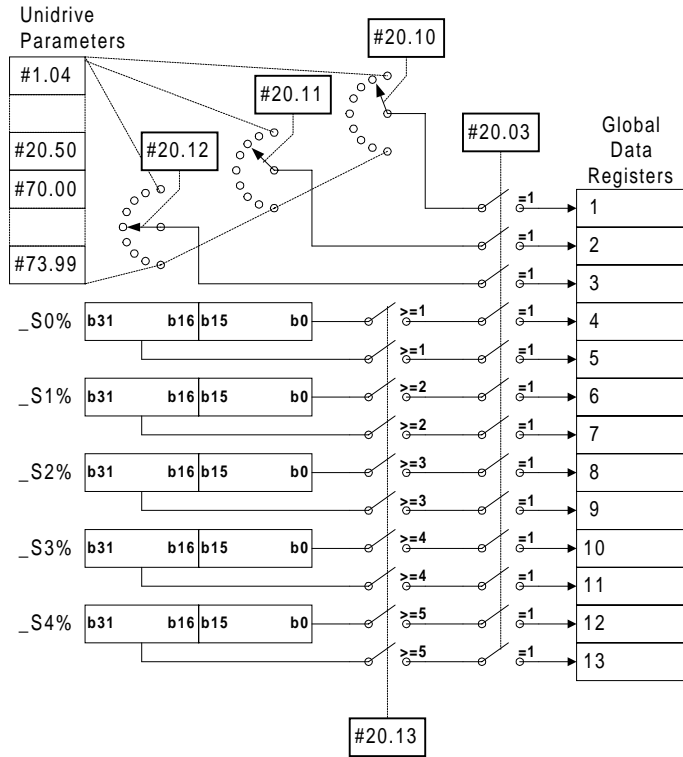 Unidrive
Parameters
#1.04
#20.50
#70.00
#73.99
#20.12
#20.11
#20.10
#20.03
Global
Data
Registers
=1 1
=1 2
=1 3
_S0% b31 b16 b15 b0 >=1 =1 4
>=1 =1 5
_S1% b31 b16 b15 b0 >=2 =1 6
>=2 =1 7
_S2% b31 b16 b15 b0 >=3 =1 8
>=3 =1 9
_S3% b31 b16 b15 b0 >=4 =1 10
>=4 =1 11
_S4% b31 b16 b15 b0 >=5 =1 12
>=5 =1 13
#20.13